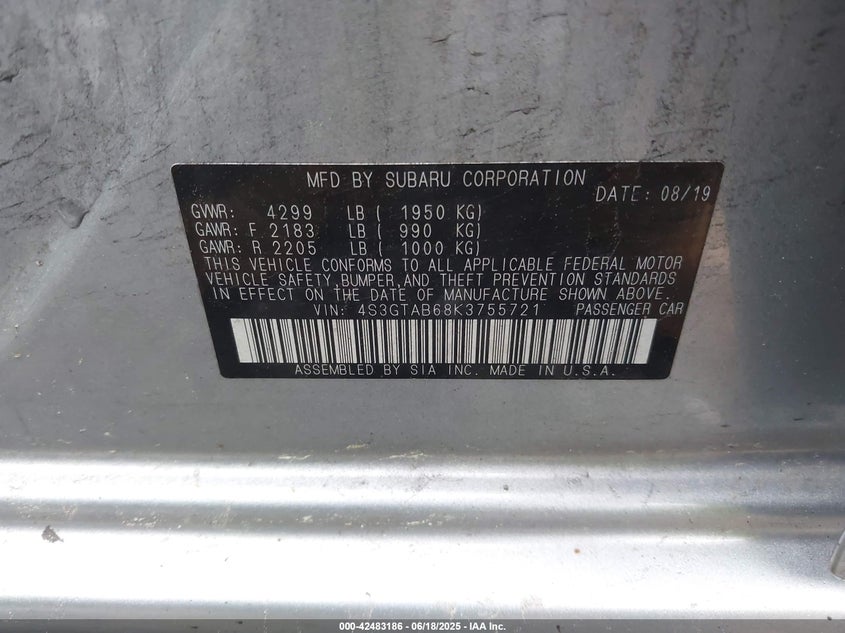 MFD BY SUBARU CORPORATION
DATE: 08/19
GVWR: 4299 LB ( 1950 KG)
GAWR: F 2183 LB ( 990 KG)
GAWR: R 2205 LB ( 1000 KG)
THIS VEHICLE CONFORMS TO ALL APPLICABLE FEDERAL MOTOR
VEHICLE SAFETY,BUMPER,AND THEFT PREVENTION STANDARDS
IN EFFECT ON THE DATE OF MANUFACTURE SHOWN ABOVE.
VIN: 4S3GTAB68K3755721 PASSENGER CAR
ASSEMBLED BY SIA INC. MADE IN U.S.A.
000-42483186 - 06/18/2025 - IAA Inc.